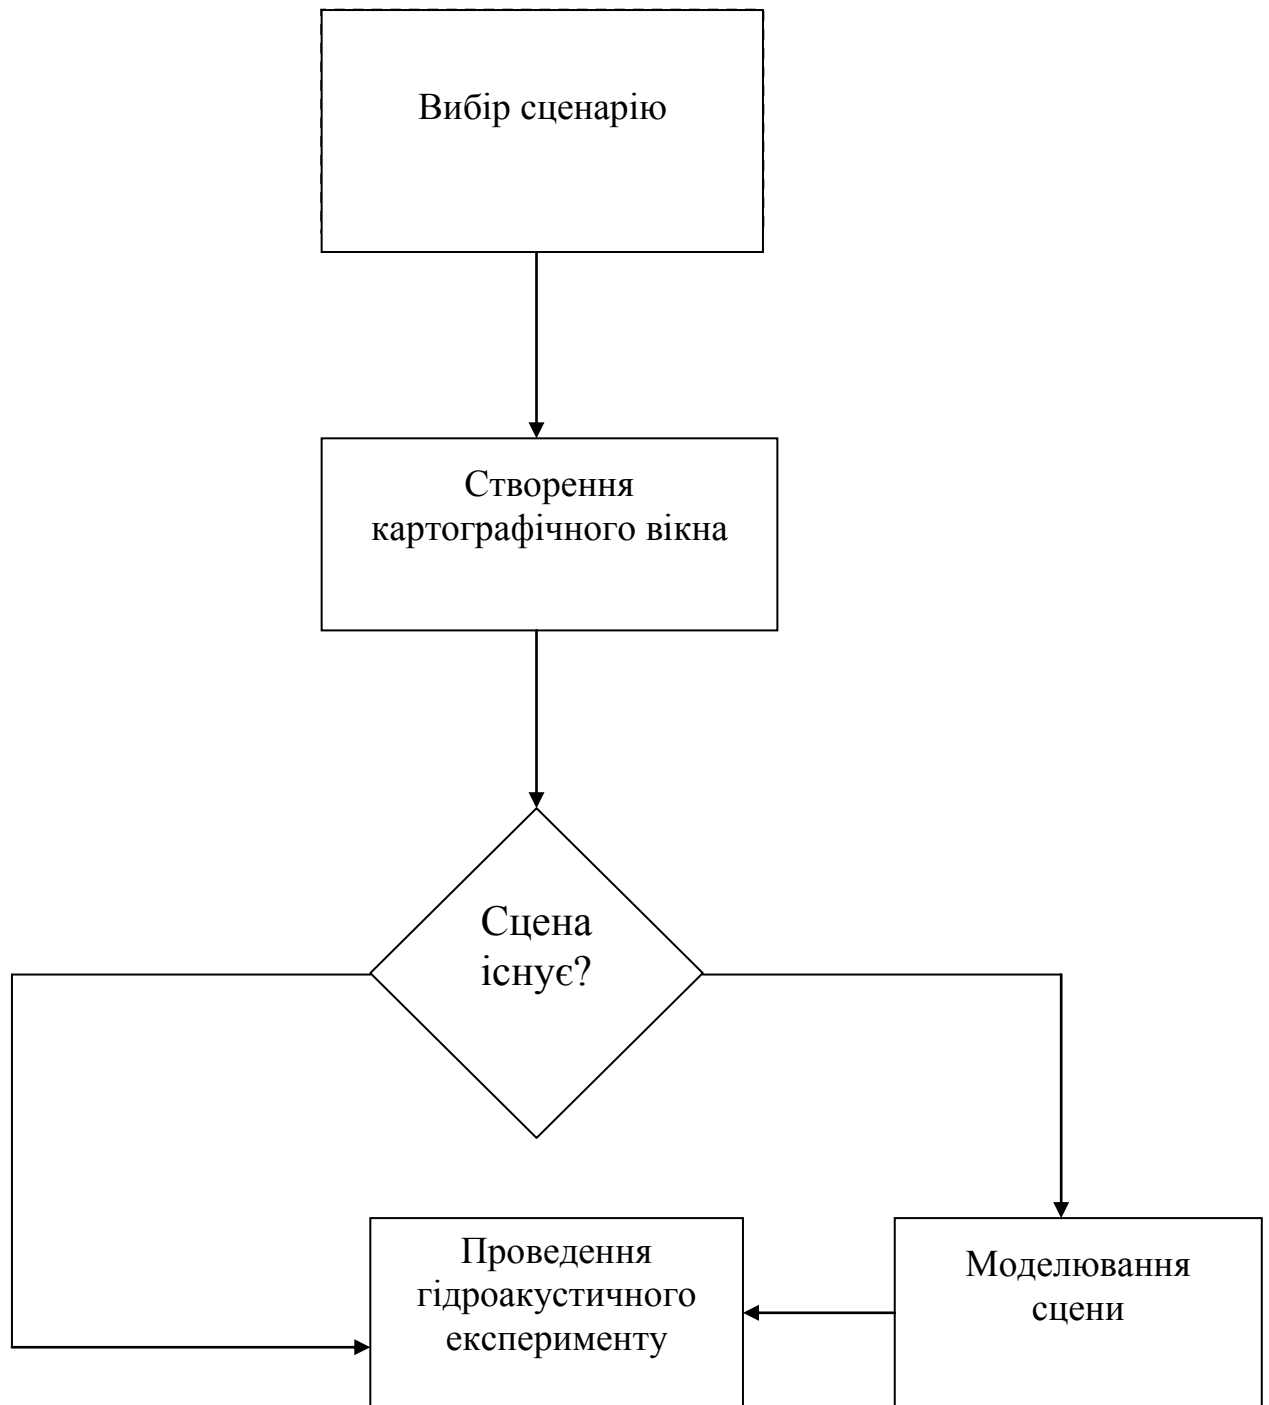 Вибір сценарію
Створення
картографічного вікна
Сцена
існує?
Проведення
гідроакустичного
експерименту
Моделювання
сцени